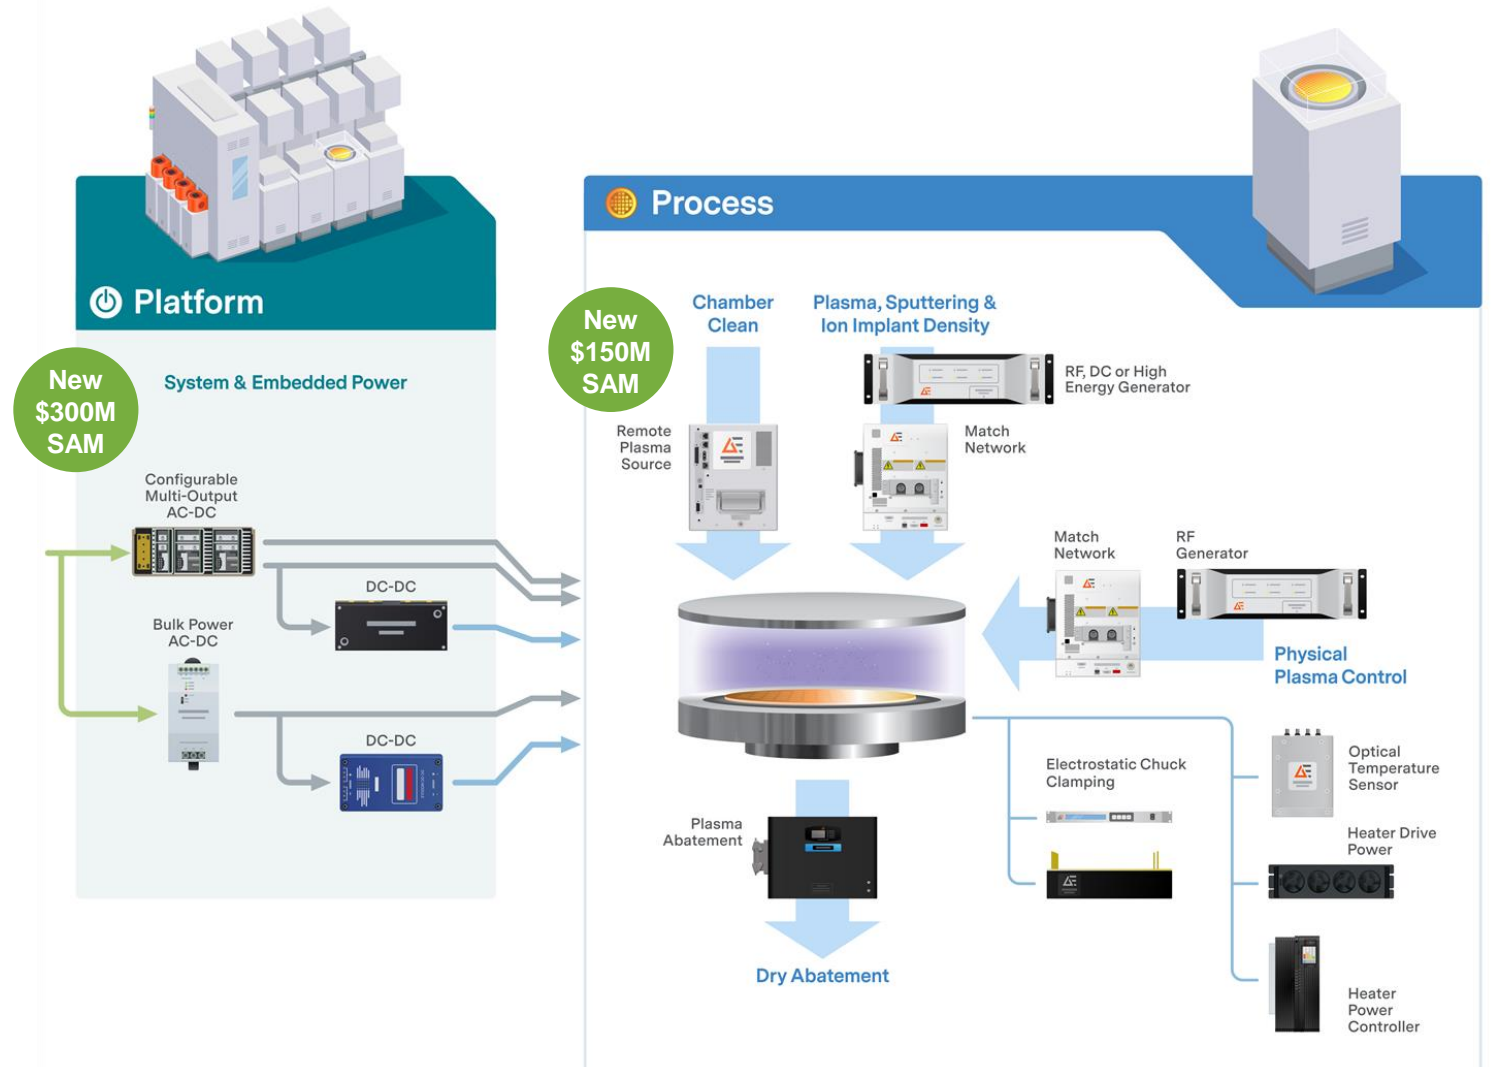 Platform
New
$300M
SAM
System & Embedded Power
Configurable
Multi-Output
AC-DC
DC-DC
Bulk Power
AC-DC
DC-DC
Process
New
$150M
SAM
Chamber
Clean
Plasma, Sputtering &
Ion Implant Density
RF, DC or High
Energy Generator
Remote
Plasma
Source
Match
Network
Match
Network
RF
Generator
Physical
Plasma Control
Electrostatic Chuck
Clamping
Optical
Temperature
Sensor
Heater Drive
Power
Heater
Power
Controller
Plasma
Abatement
Dry Abatement